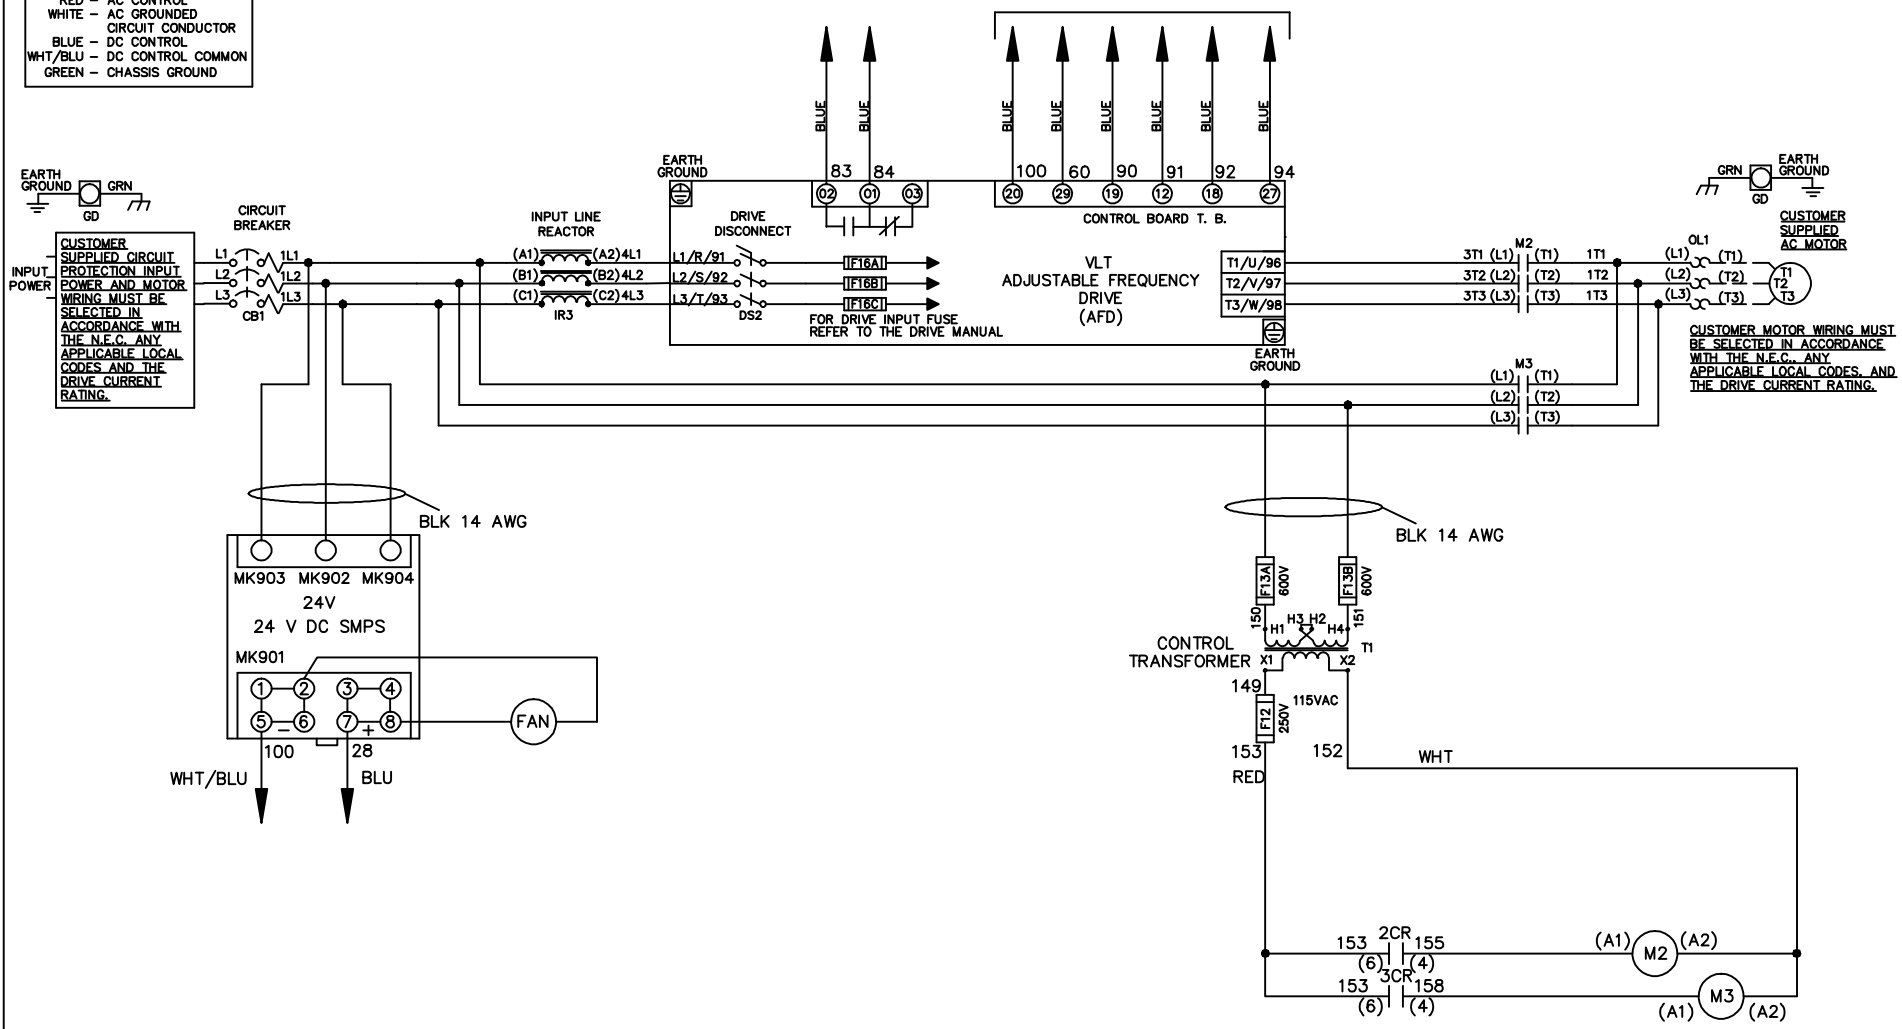 RED – AC CONTROL
WHITE – AC GROUNDED
CIRCUIT CONDUCTOR
BLUE – DC CONTROL
WHT/BLU – DC CONTROL COMMON
GREEN – CHASSIS GROUND
BLUE
BLUE
BLUE
BLUE
BLUE
BLUE
BLUE
BLUE
EARTH
GROUND
GRN
GD
CIRCUIT
BREAKER
INPUT LINE
REACTOR
EARTH
GROUND
DRIVE
DISCONNECT
83 84
02 01 03
100 60 90 91 92 94
20 29 19 12 18 27
CONTROL BOARD T. B.
GRN
EARTH
GROUND
GD
CUSTOMER
SUPPLIED
AC MOTOR
INPUT
POWER
CUSTOMER
SUPPLIED CIRCUIT
PROTECTION INPUT
POWER AND MOTOR
WIRING MUST BE
SELECTED IN
ACCORDANCE WITH
THE N.E.C. ANY
APPLICABLE LOCAL
CODES AND THE
DRIVE CURRENT
RATING.
L1 1L1
L2 1L2
L3 1L3
CB1
(A1) (A2) 4L1
(B1) (B2) 4L2
(C1) (C2) 4L3
IR3
L1/R/91
L2/S/92
L3/T/93
DS2
F16A
F16B
F16C
FOR DRIVE INPUT FUSE
REFER TO THE DRIVE MANUAL
VLT
ADJUSTABLE FREQUENCY
DRIVE
(AFD)
T1/U/96
T2/V/97
T3/W/98
EARTH
GROUND
M2
3T1 (L1) (T1) 1T1
3T2 (L2) (T2) 1T2
3T3 (L3) (T3) 1T3
OL1
(L1) (T1)
(L2) (T2)
(L3) (T3)
T1
T2
T3
CUSTOMER MOTOR WIRING MUST
BE SELECTED IN ACCORDANCE
WITH THE N.E.C., ANY
APPLICABLE LOCAL CODES, AND
THE DRIVE CURRENT RATING.
M3
(L1) (T1)
(L2) (T2)
(L3) (T3)
BLK 14 AWG
BLK 14 AWG
MK903 MK902 MK904
24V
24 V DC SMPS
MK901
1 2 3 4
5 6 7 8
– +
FAN
100 28
WHT/BLU BLU
F13A 600V
F13B 600V
150 151
H1 H3 H2 H4
CONTROL
TRANSFORMER
T1
X1 X2
149
115VAC
F12 250V
153 152
RED
WHT
2CR
153 155
(6) (4)
(A1) M2 (A2)
3CR
153 158
(6) (4)
(A1) M3 (A2)